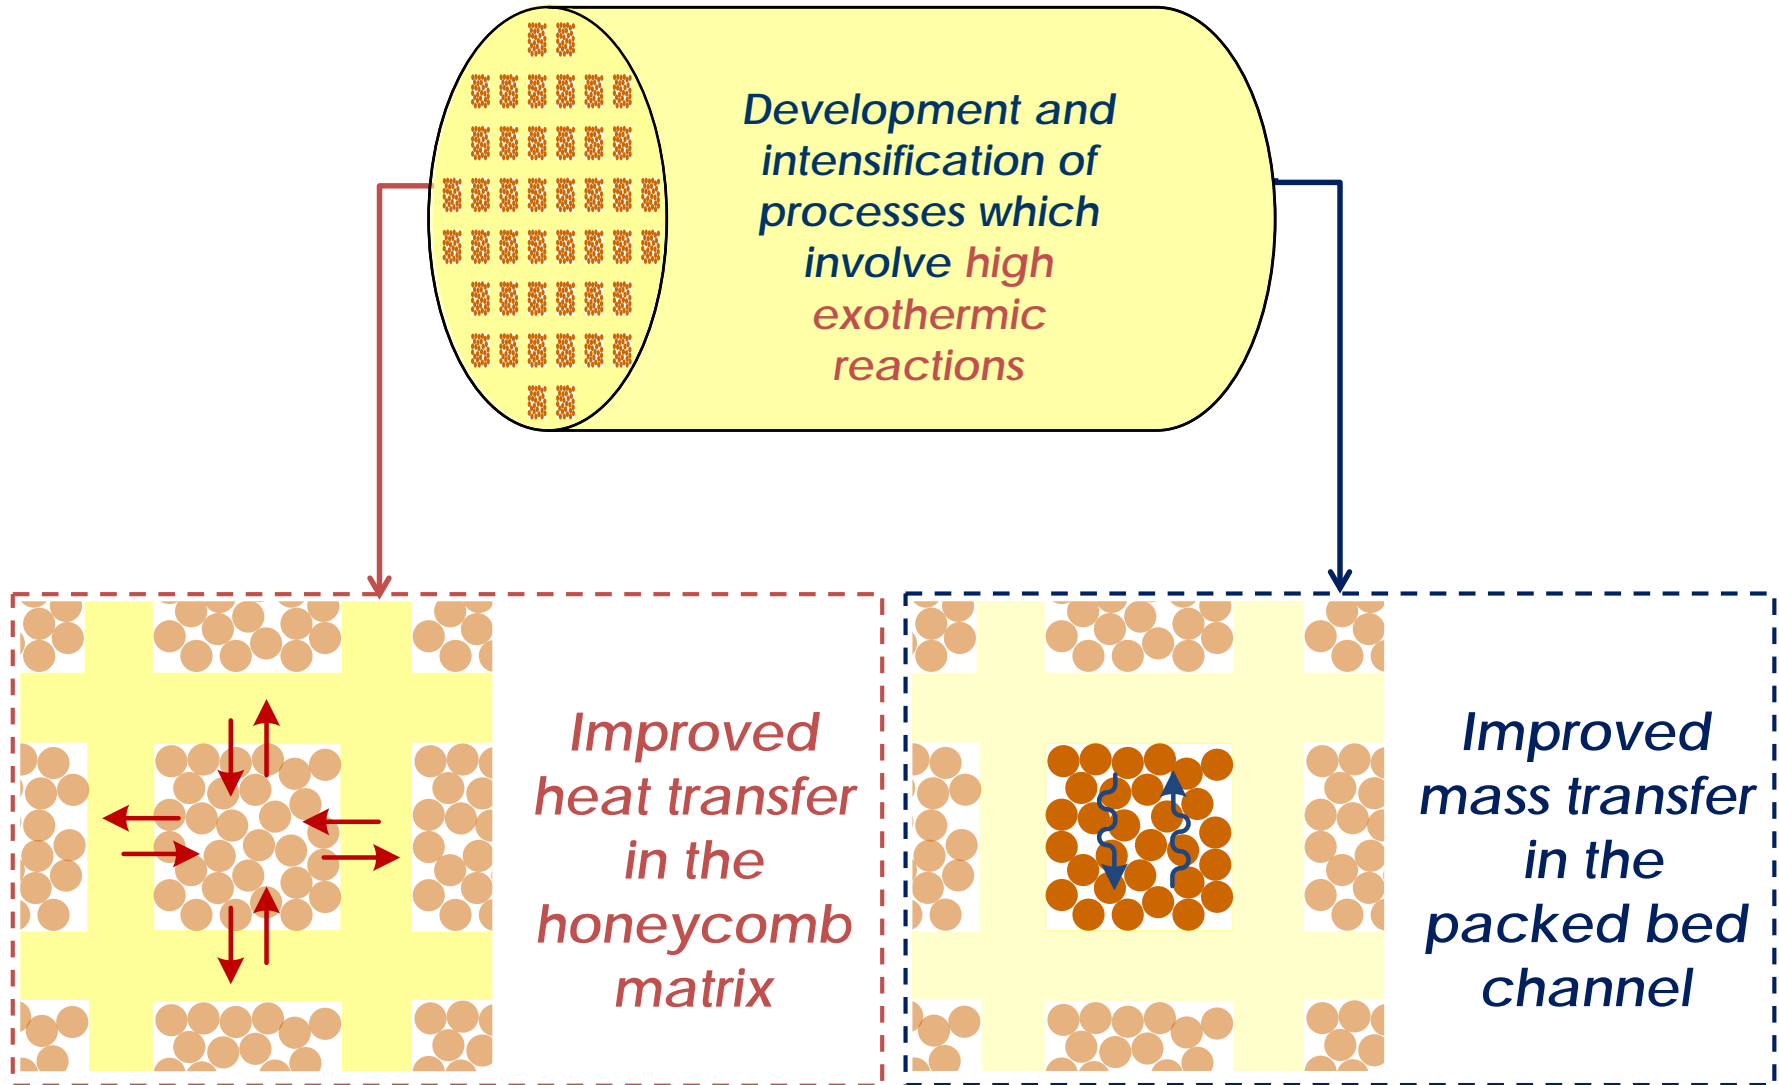 Development and
intensification of
processes which
involve high
exothermic
reactions
Improved
heat transfer
in the
honeycomb
matrix
Improved
mass transfer
in the
packed bed
channel